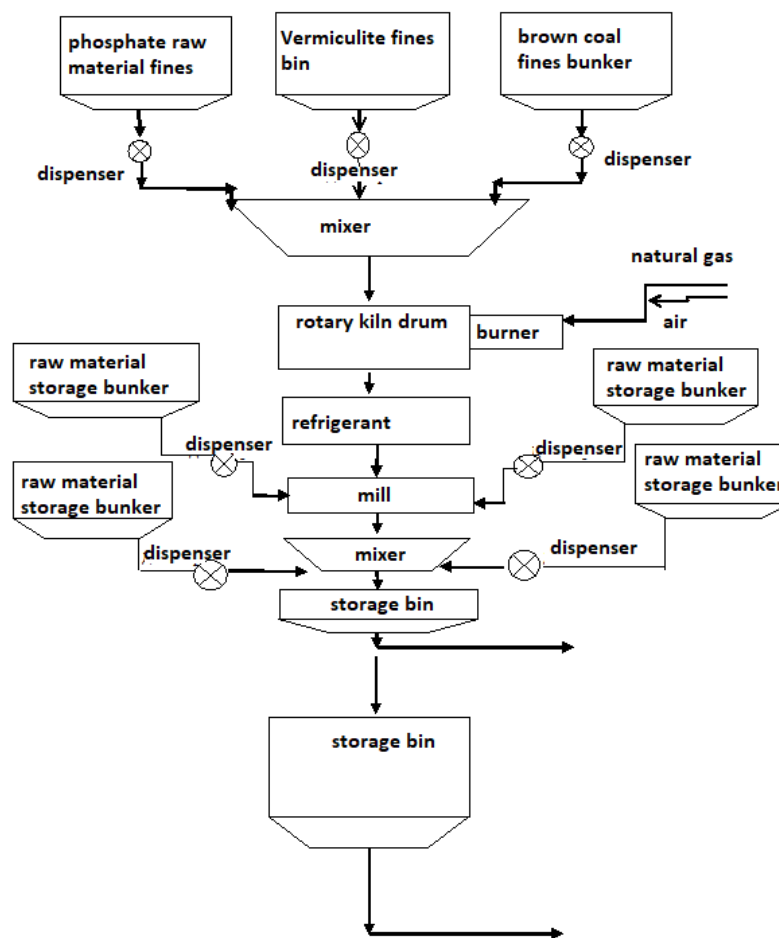 phosphate raw
material fines
Vermiculite fines
bin
brown coal
fines bunker
dispenser
dispenser
dispenser
mixer
natural gas
rotary kiln drum
burner
air
raw material
storage bunker
raw material
storage bunker
refrigerant
dispenser
dispenser
raw material
storage bunker
raw material
storage bunker
mill
dispenser
mixer
dispenser
storage bin
storage bin